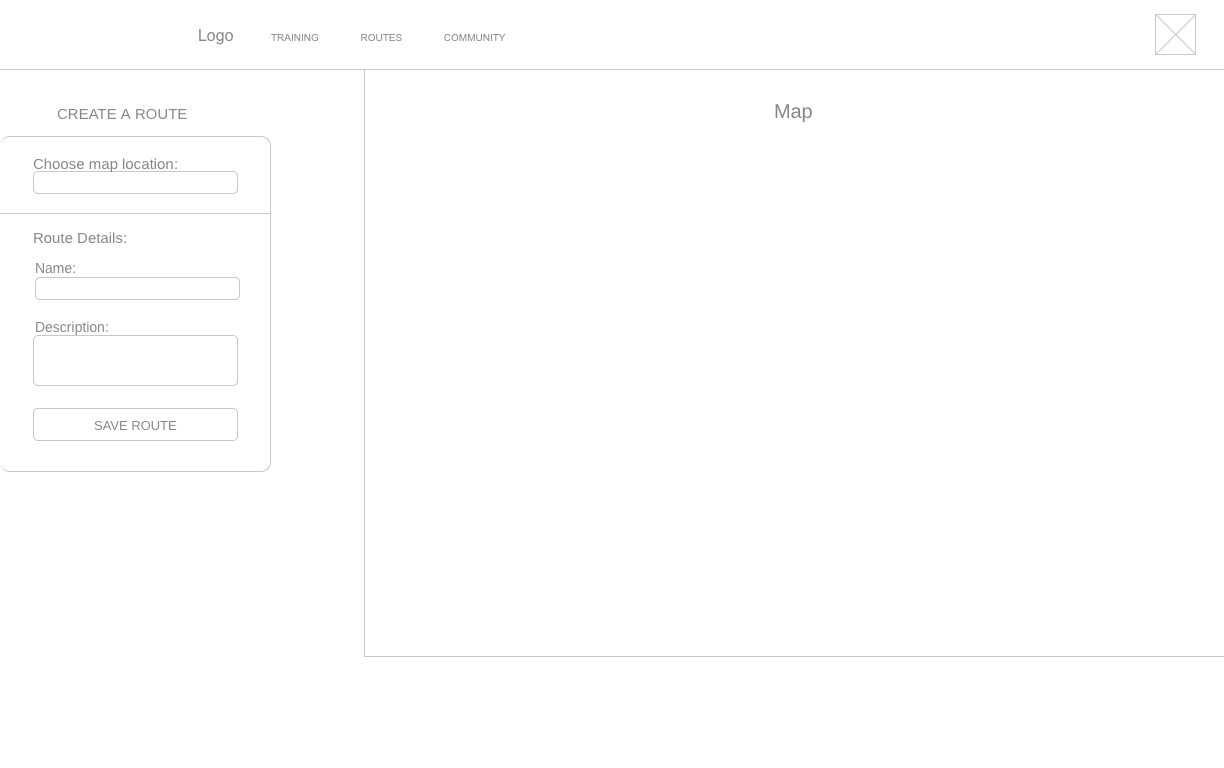 Logo
TRAINING
ROUTES
COMMUNITY
CREATE A ROUTE
Map
Choose map location:
Route Details:
Name:
Description:
SAVE ROUTE